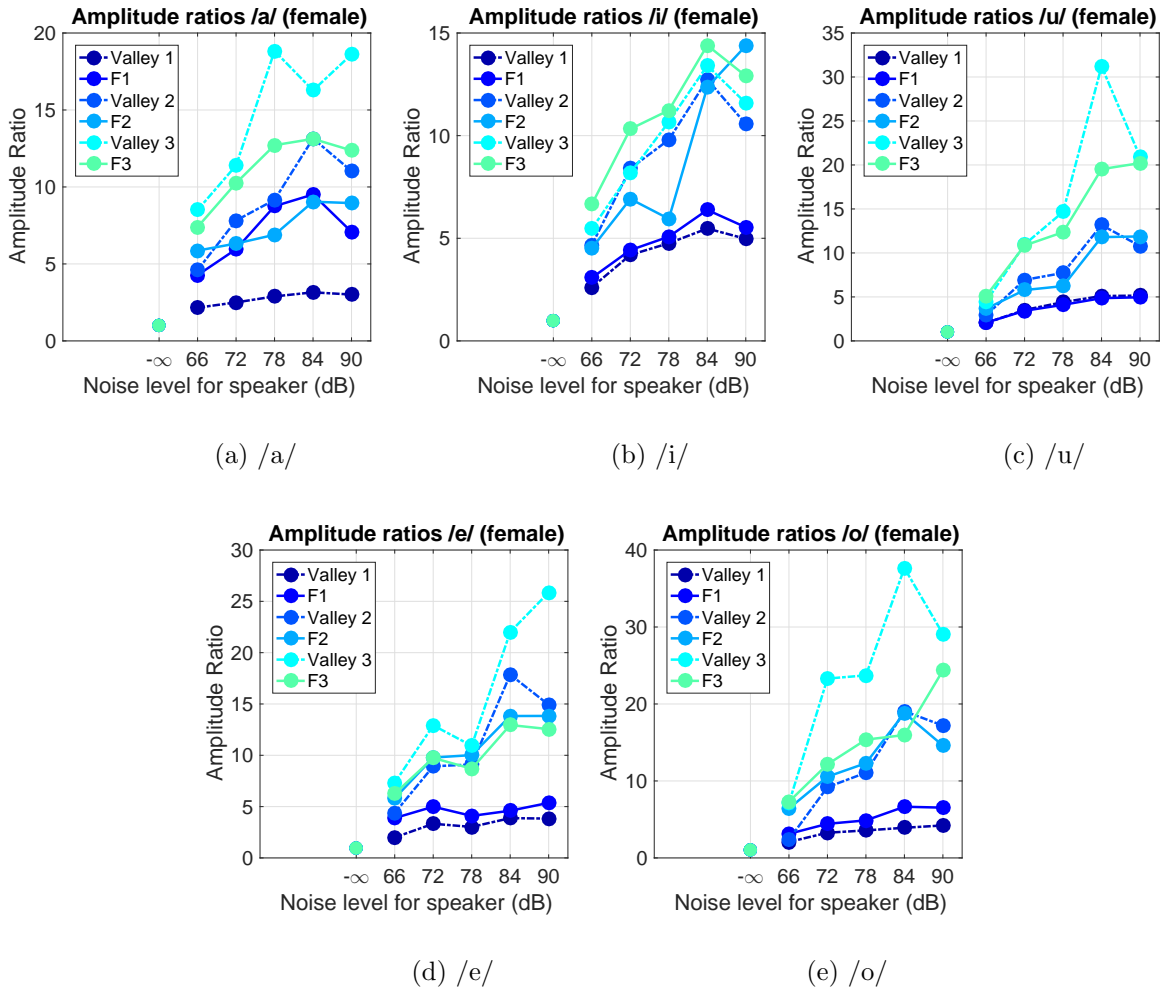 Amplitude ratios /a/ (female)
20
15
10
5
0
Amplitude Ratio
Valley 1
F1
Valley 2
F2
Valley 3
F3
-∞ 66 72 78 84 90
Noise level for speaker (dB)
(a) /a/
Amplitude ratios /i/ (female)
15
10
5
0
Amplitude Ratio
Valley 1
F1
Valley 2
F2
Valley 3
F3
-∞ 66 72 78 84 90
Noise level for speaker (dB)
(b) /i/
Amplitude ratios /u/ (female)
35
30
25
20
15
10
5
0
Amplitude Ratio
Valley 1
F1
Valley 2
F2
Valley 3
F3
-∞ 66 72 78 84 90
Noise level for speaker (dB)
(c) /u/
Amplitude ratios /e/ (female)
30
25
20
15
10
5
0
Amplitude Ratio
Valley 1
F1
Valley 2
F2
Valley 3
F3
-∞ 66 72 78 84 90
Noise level for speaker (dB)
(d) /e/
Amplitude ratios /o/ (female)
40
30
20
10
0
Amplitude Ratio
Valley 1
F1
Valley 2
F2
Valley 3
F3
-∞ 66 72 78 84 90
Noise level for speaker (dB)
(e) /o/